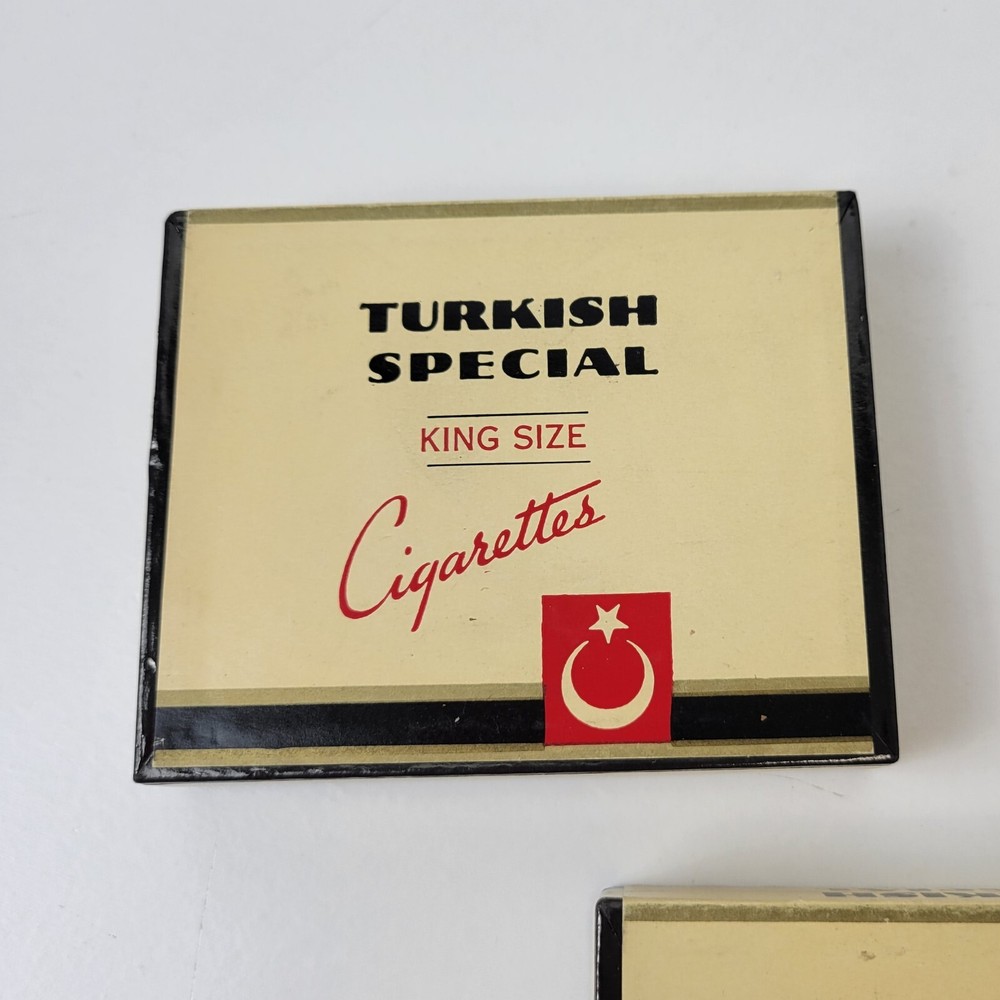 TURKISH
SPECIAL
KING SIZE
Cigarettes